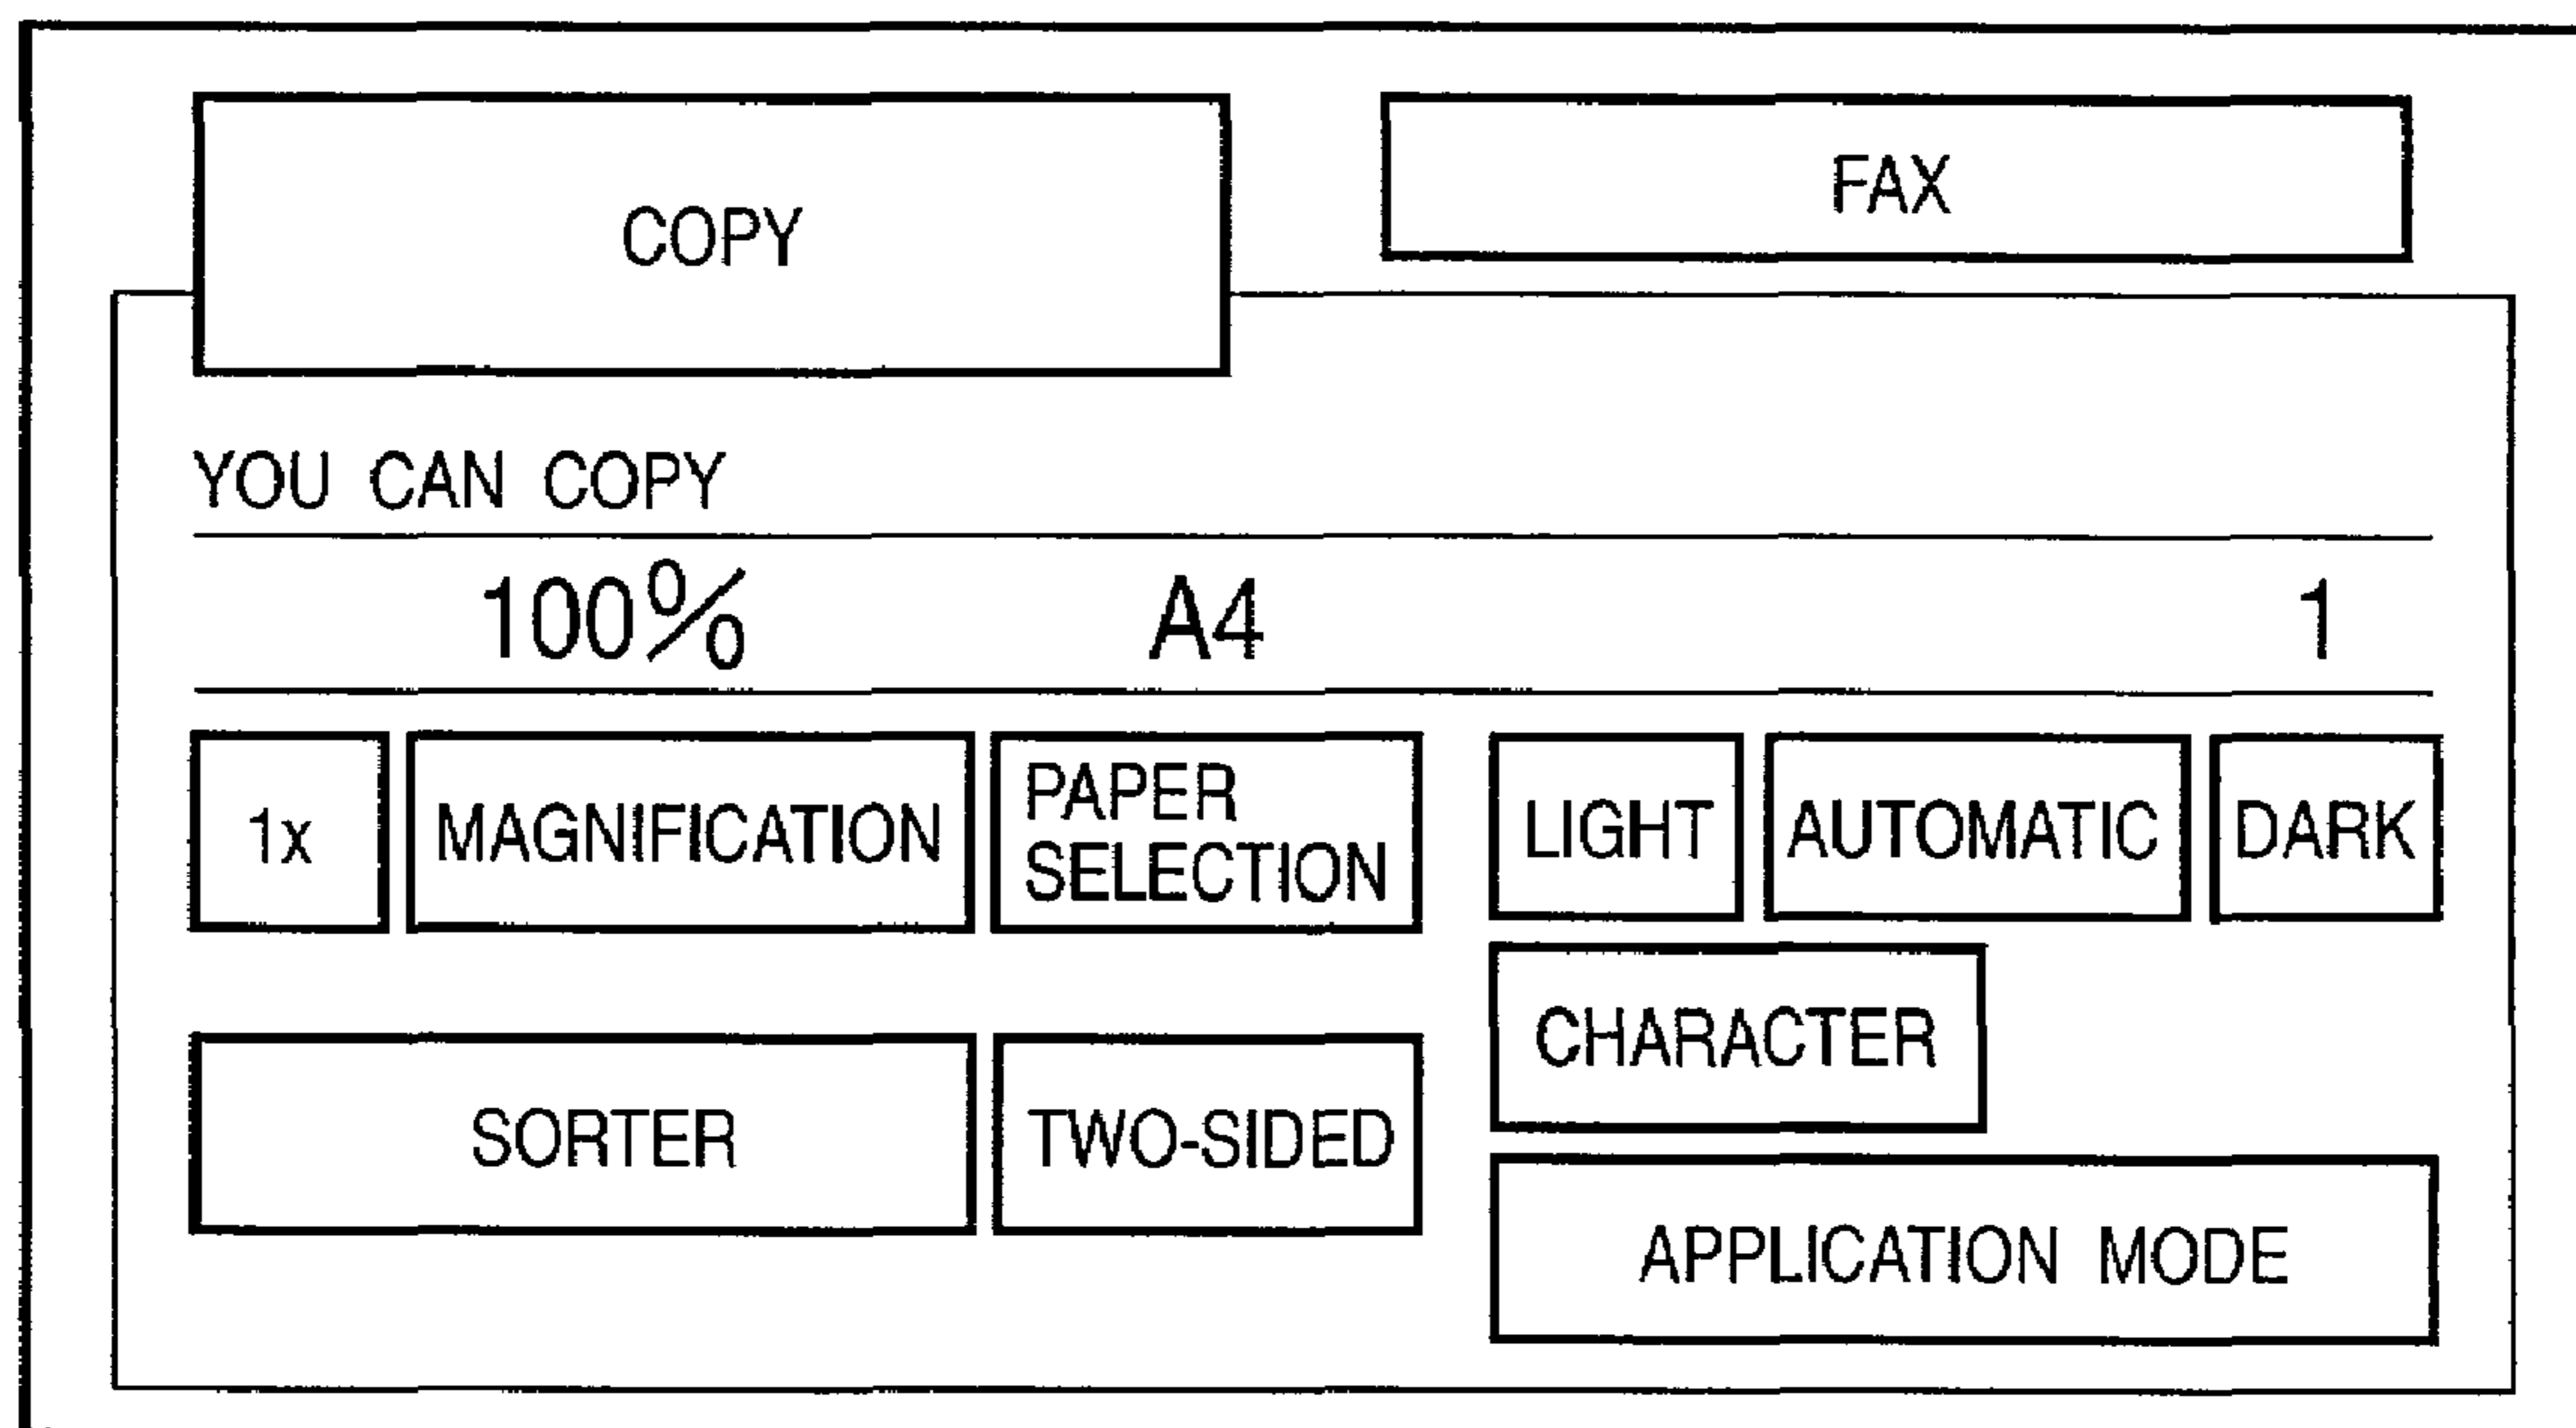 COPY
FAX
YOU CAN COPY
100% A4 1
1x
MAGNIFICATION
PAPER
SELECTION
LIGHT
AUTOMATIC
DARK
CHARACTER
SORTER
TWO-SIDED
APPLICATION MODE